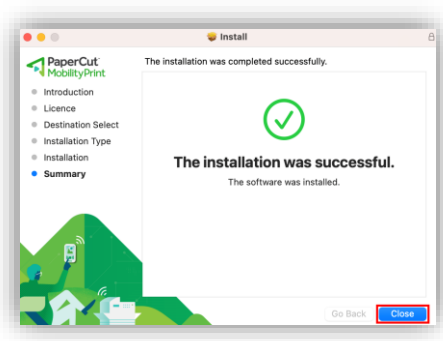 Install
PaperCut
MobilityPrint
The installation was completed successfully.
Introduction
Licence
Destination Select
Installation Type
Installation
Summary
The installation was successful.
The software was installed.
Go Back
Close